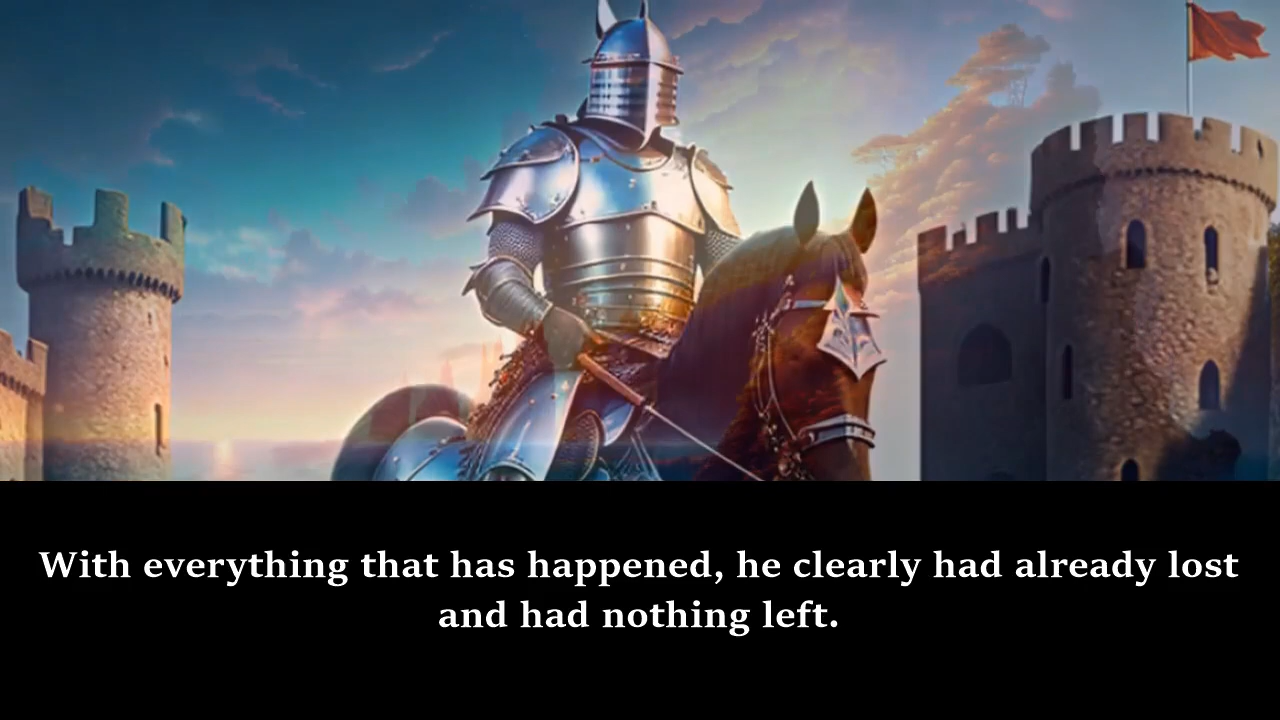 With everything that has happened, he clearly had already lost
and had nothing left.